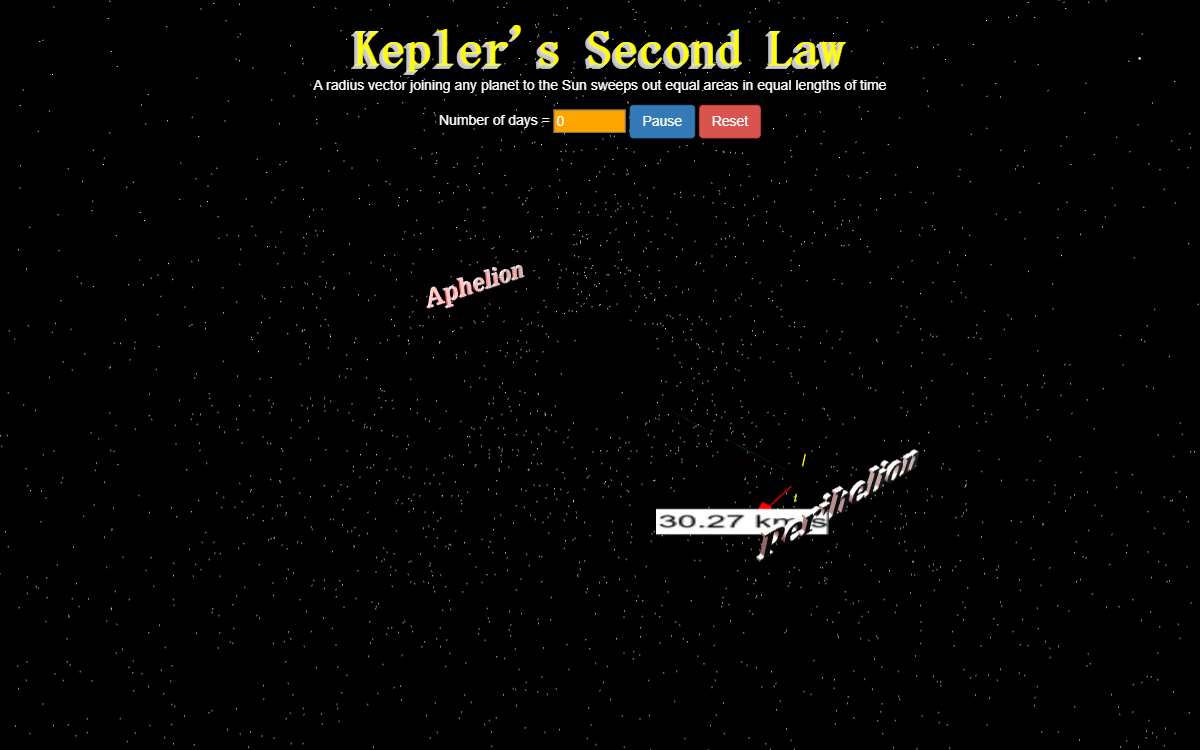 Kepler's Second Law
A radius vector joining any planet to the Sun sweeps out equal areas in equal lengths of time
Number of days = 0 Pause Reset
Aphelion
perihelion
30.27 km/s